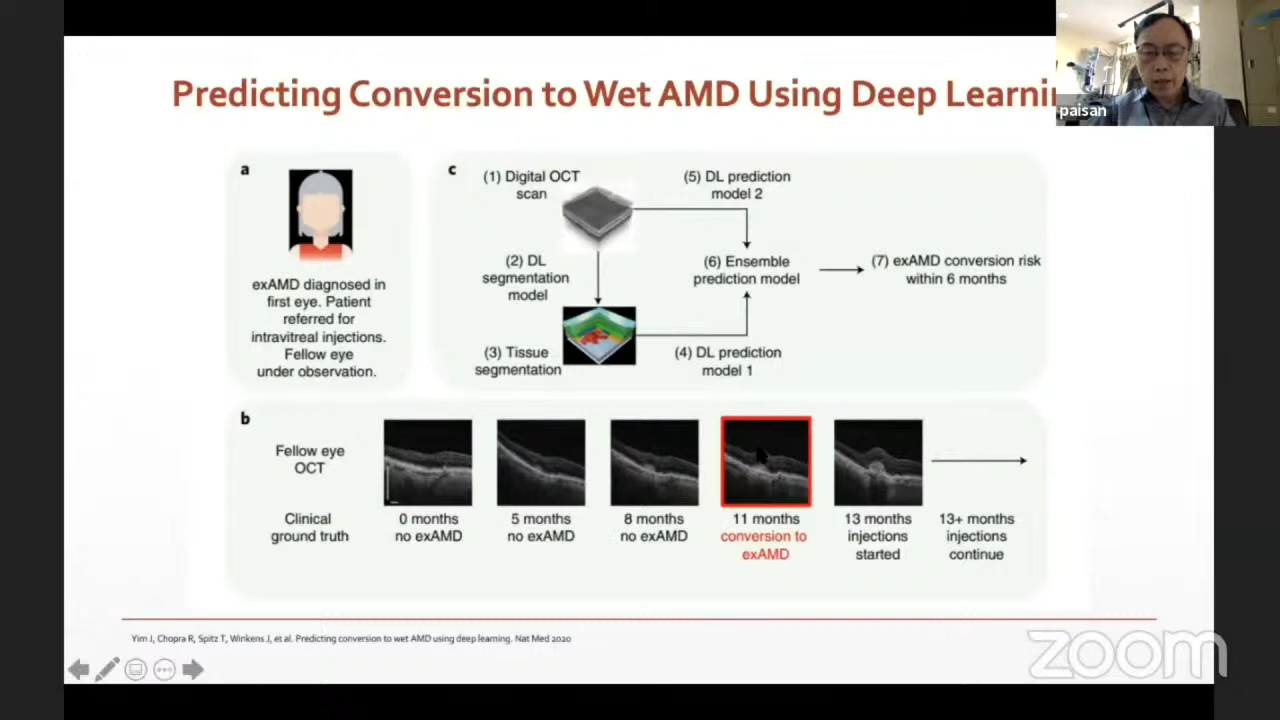 Predicting Conversion to Wet AMD Using Deep Learni
paisan
a
exAMD diagnosed in
first eye. Patient
referred for
intravitreal injections.
Fellow eye
under observation.
c
(1) Digital OCT
scan
(2) DL
segmentation
model
(3) Tissue
segmentation
(5) DL prediction
model 2
(6) Ensemble
prediction model
(4) DL prediction
model 1
(7) exAMD conversion risk
within 6 months
b
Fellow eye
OCT
Clinical
ground truth
0 months
no exAMD
5 months
no exAMD
8 months
no exAMD
11 months
conversion to
exAMD
13 months
injections
started
13+ months
injections
continue
Yim J, Chopra R, Spitz T, Winkens J, et al. Predicting conversion to wet AMD using deep learning. Nat Med 2020
zoom